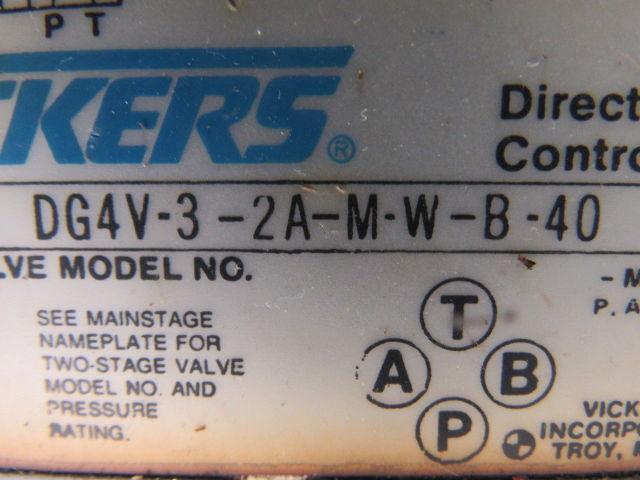 P T
KERS®
Direct
Contro
DG4V-3-2A-M-W-B-40
LVE MODEL NO.
- M
P. A
SEE MAINSTAGE
NAMEPLATE FOR
TWO-STAGE VALVE
MODEL NO. AND
PRESSURE
RATING.
T
A B
P
VICK
INCORPO
TROY, M